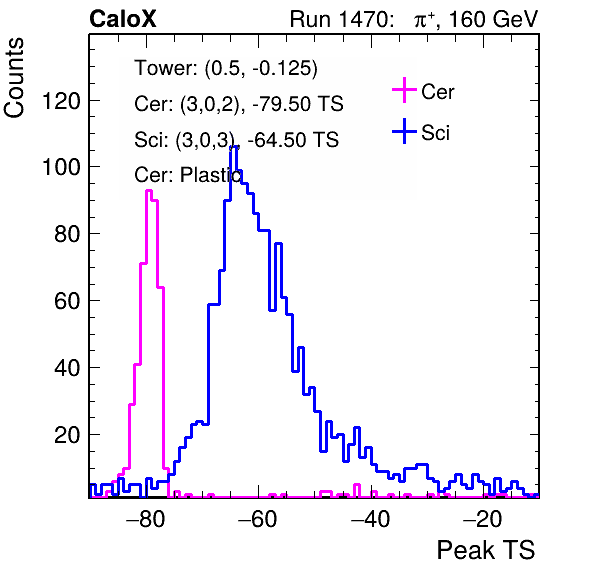 CaloX Run 1470: π⁺, 160 GeV
Counts
Tower: (0.5, -0.125)
Cer: (3,0,2), -79.50 TS
Sci: (3,0,3), -64.50 TS
Cer: Plastic
Cer
Sci
120
100
80
60
40
20
−80 −60 −40 −20
Peak TS